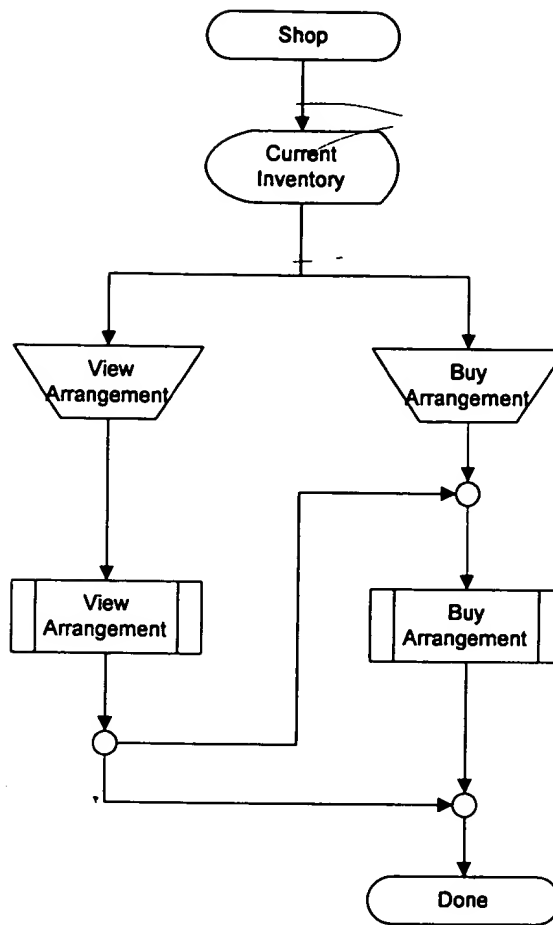 Shop
Current
Inventory
View
Arrangement
Buy
Arrangement
View
Arrangement
Buy
Arrangement
Done